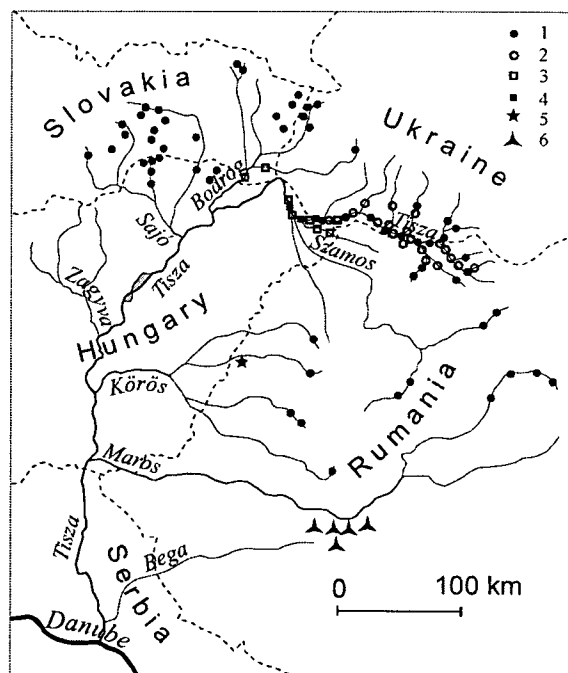 1
2
3
4
5
6
Slovakia
Ukraine
Bodrog
Sajó
Tisza
Szamos
Zagyva
Tisza
Hungary
Körös
Rumania
Marbs
Tisza
Serbia
Bega
Danube
0 100 km